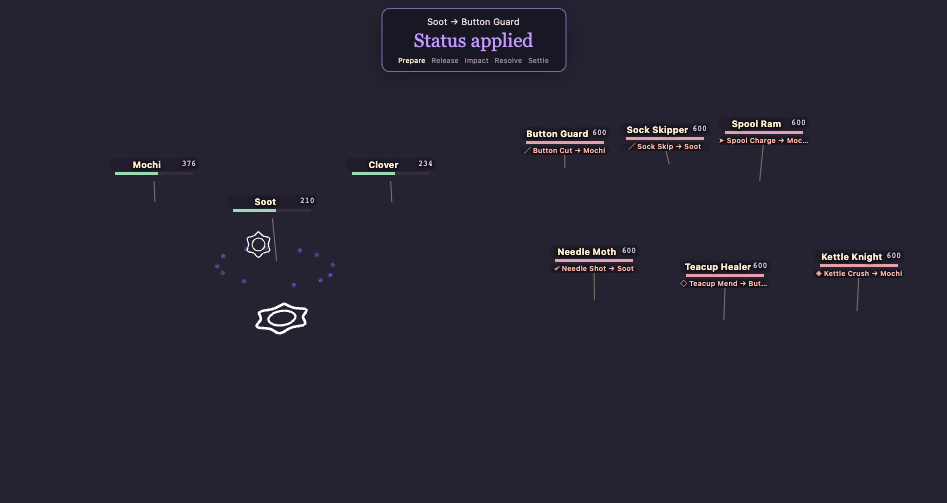 Soot → Button Guard
Status applied
Prepare Release Impact Resolve Settle
Spool Ram 600
➤ Spool Charge → Moc…
Sock Skipper 600
⟋ Sock Skip → Soot
Button Guard 600
⟋ Button Cut → Mochi
Mochi 376
Clover 234
Soot 210
Needle Moth 600
➶ Needle Shot → Soot
Teacup Healer 600
◇ Teacup Mend → But…
Kettle Knight 600
◈ Kettle Crush → Mochi